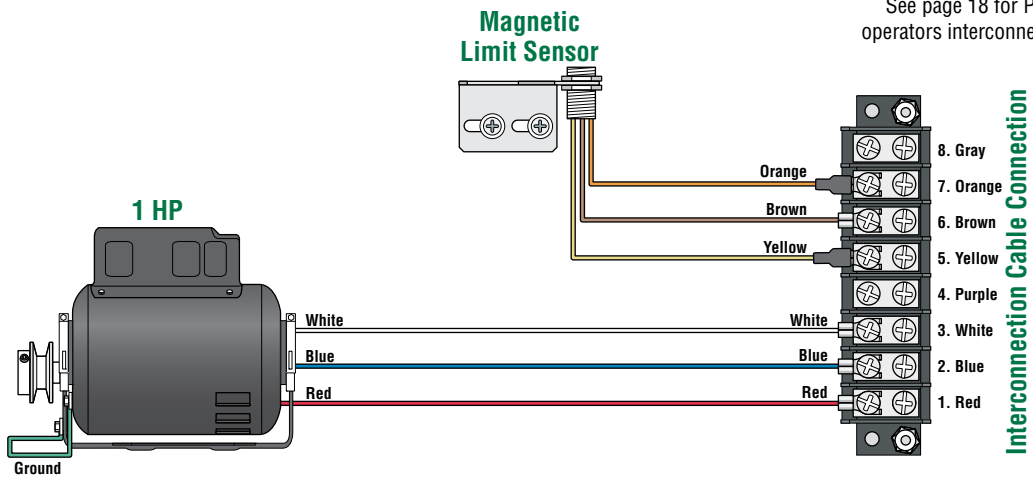 See page 18 for P
operators interconne
Magnetic
Limit Sensor
Interconnection Cable Connection
8. Gray
Orange
7. Orange
Brown
6. Brown
Yellow
5. Yellow
4. Purple
1 HP
White
White
3. White
Blue
Blue
2. Blue
Red
Red
1. Red
Ground